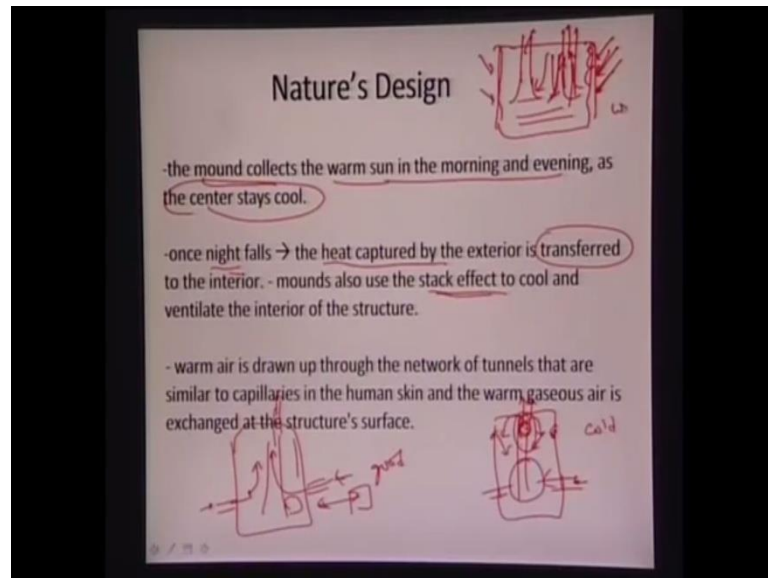 Nature's Design
-the mound collects the warm sun in the morning and evening, as
the center stays cool.
-once night falls → the heat captured by the exterior is transferred
to the interior. - mounds also use the stack effect to cool and
ventilate the interior of the structure.
- warm air is drawn up through the network of tunnels that are
similar to capillaries in the human skin and the warm gaseous air is
exchanged at the structure's surface.
cold